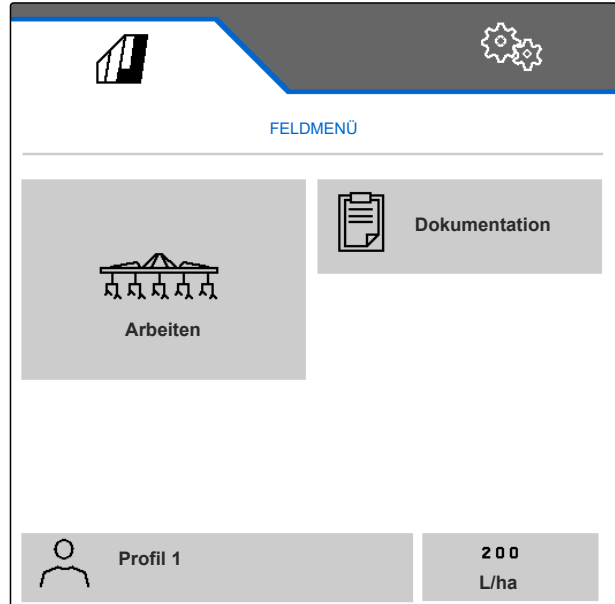 FELDMENÜ
Dokumentation
Arbeiten
Profil 1
200
L/ha